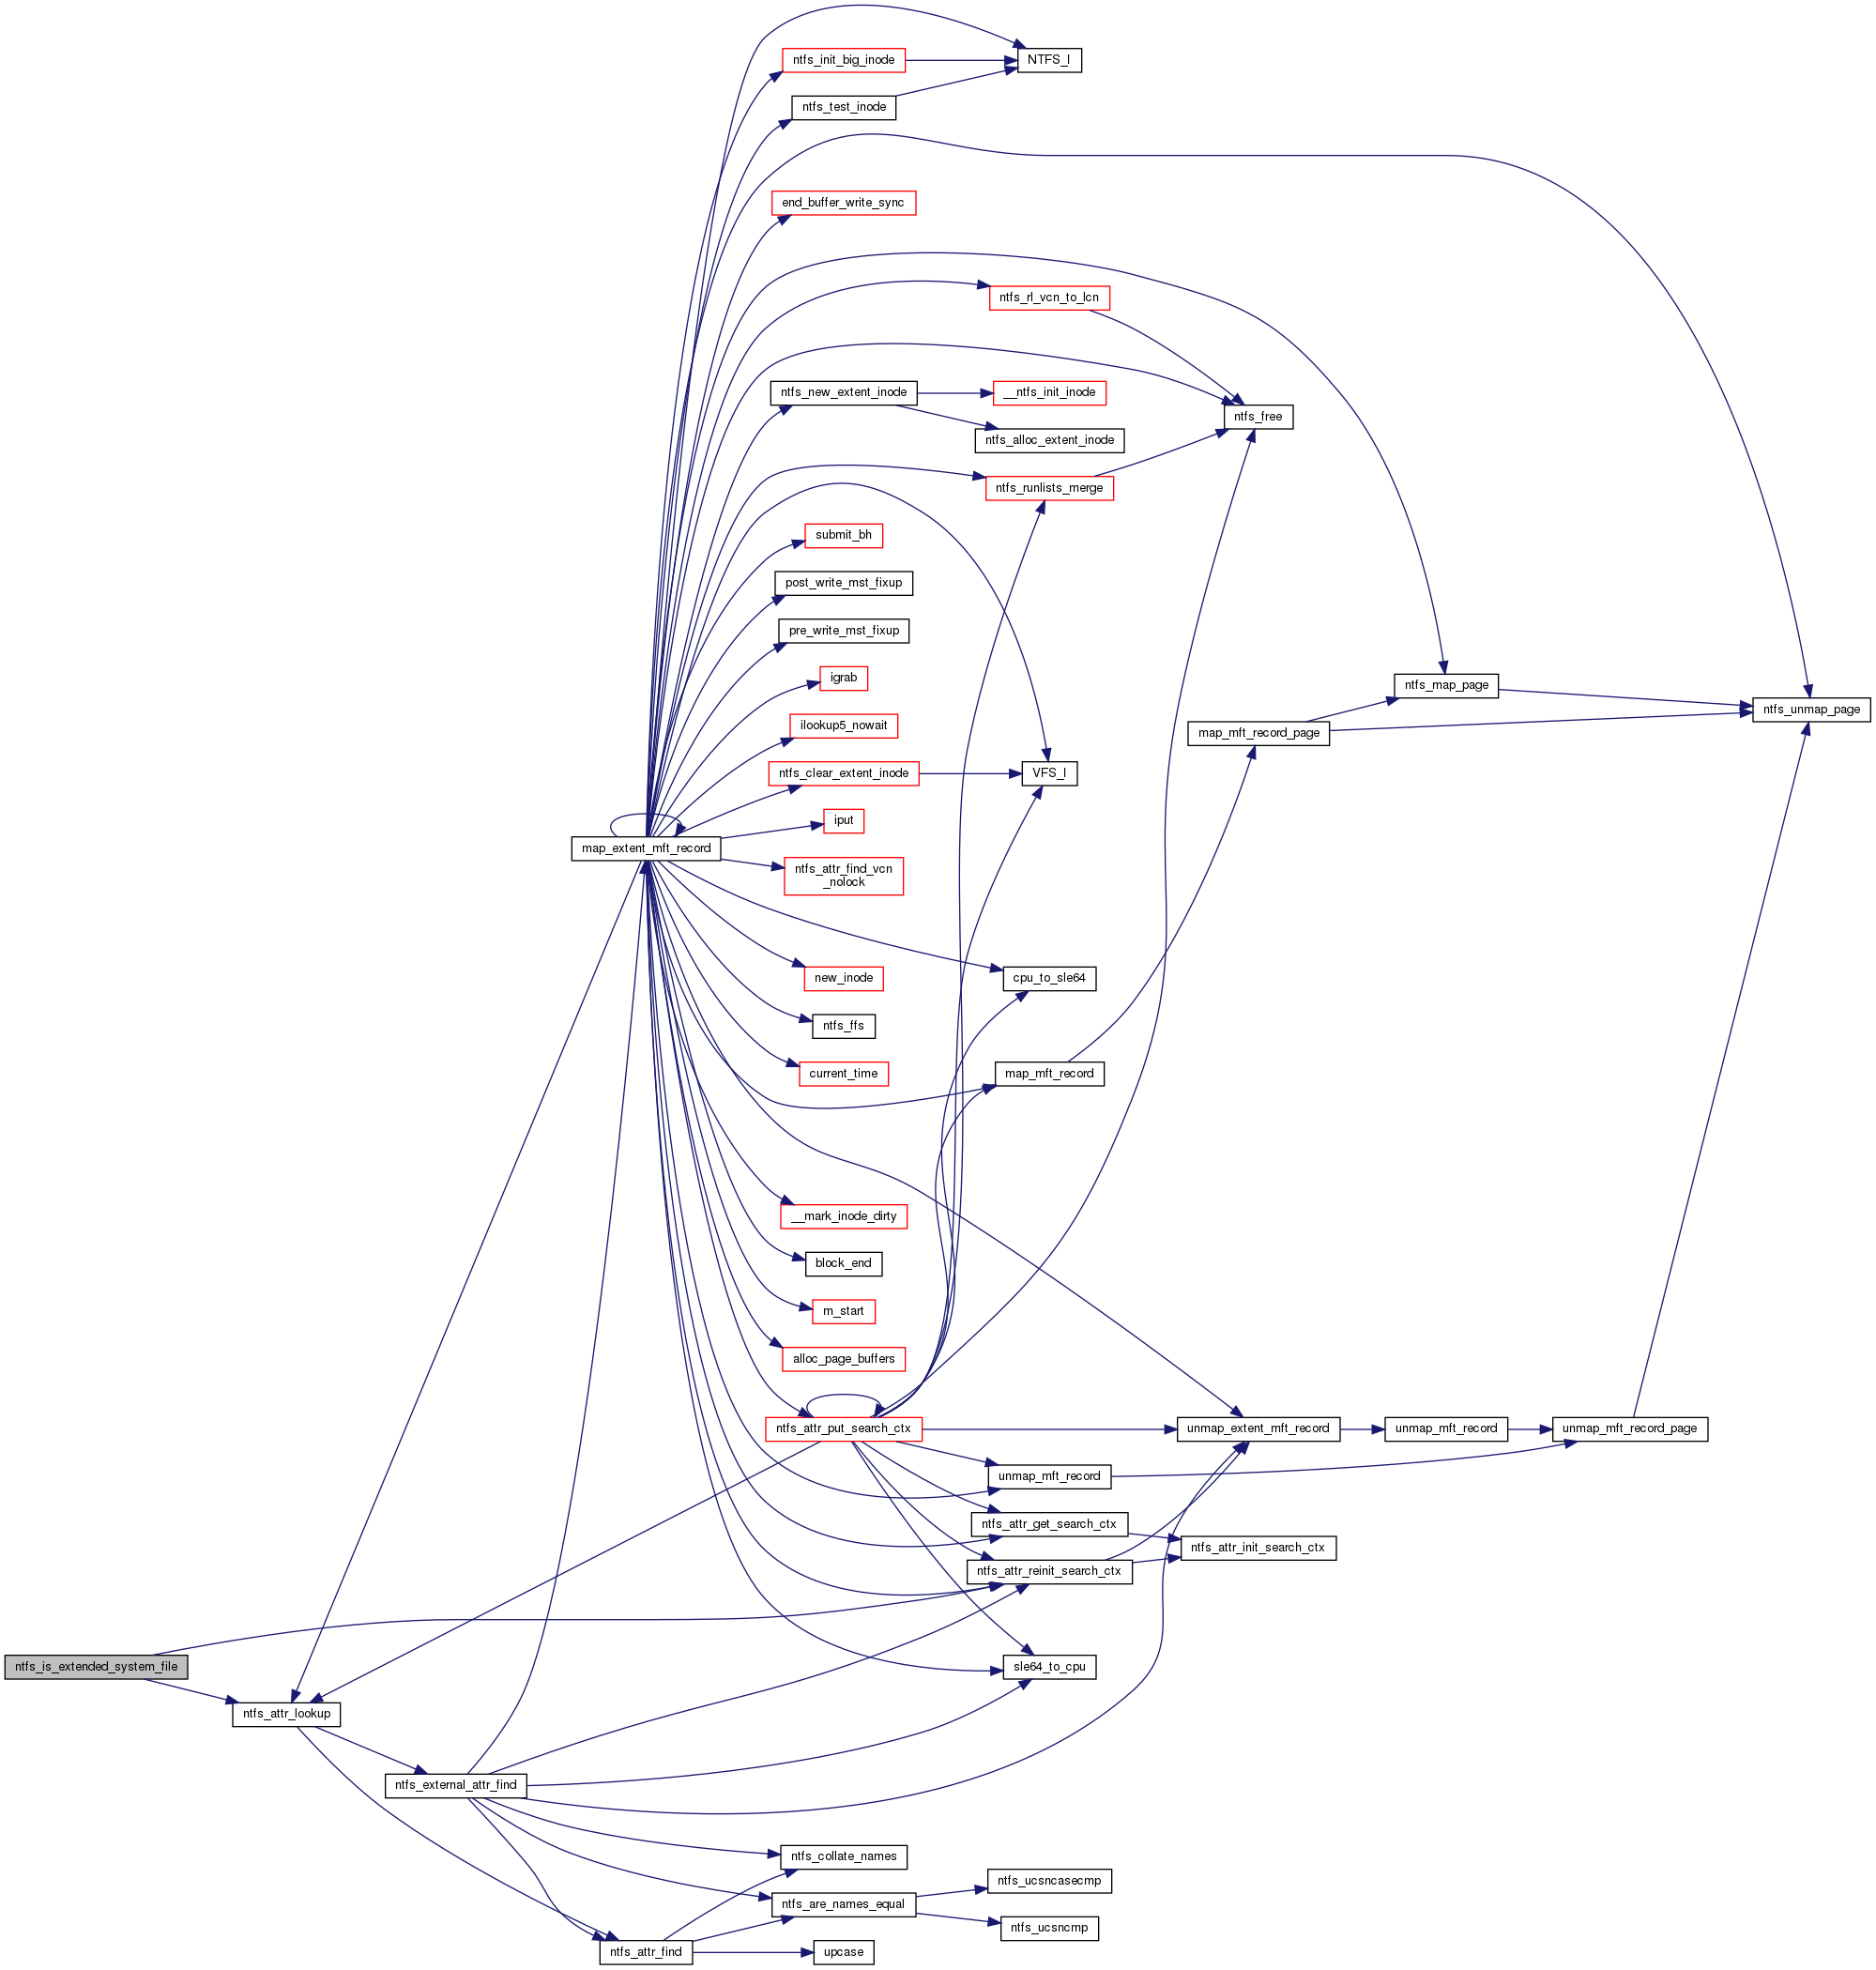 NTFS_I
ntfs_init_big_inode
ntfs_test_inode
end_buffer_write_sync
ntfs_rl_vcn_to_lcn
ntfs_new_extent_inode
__ntfs_init_inode
ntfs_free
ntfs_alloc_extent_inode
ntfs_runlists_merge
submit_bh
post_write_mst_fixup
pre_write_mst_fixup
igrab
ntfs_map_page
ntfs_unmap_page
ilookup5_nowait
map_mft_record_page
ntfs_clear_extent_inode
VFS_I
iput
map_extent_mft_record
ntfs_attr_find_vcn
_nolock
new_inode
cpu_to_sle64
ntfs_ffs
current_time
map_mft_record
__mark_inode_dirty
block_end
m_start
alloc_page_buffers
ntfs_attr_put_search_ctx
unmap_extent_mft_record
unmap_mft_record
unmap_mft_record_page
unmap_mft_record
ntfs_attr_get_search_ctx
ntfs_attr_init_search_ctx
ntfs_attr_reinit_search_ctx
ntfs_is_extended_system_file
sle64_to_cpu
ntfs_attr_lookup
ntfs_external_attr_find
ntfs_collate_names
ntfs_ucsncasecmp
ntfs_are_names_equal
ntfs_ucsncmp
ntfs_attr_find
upcase